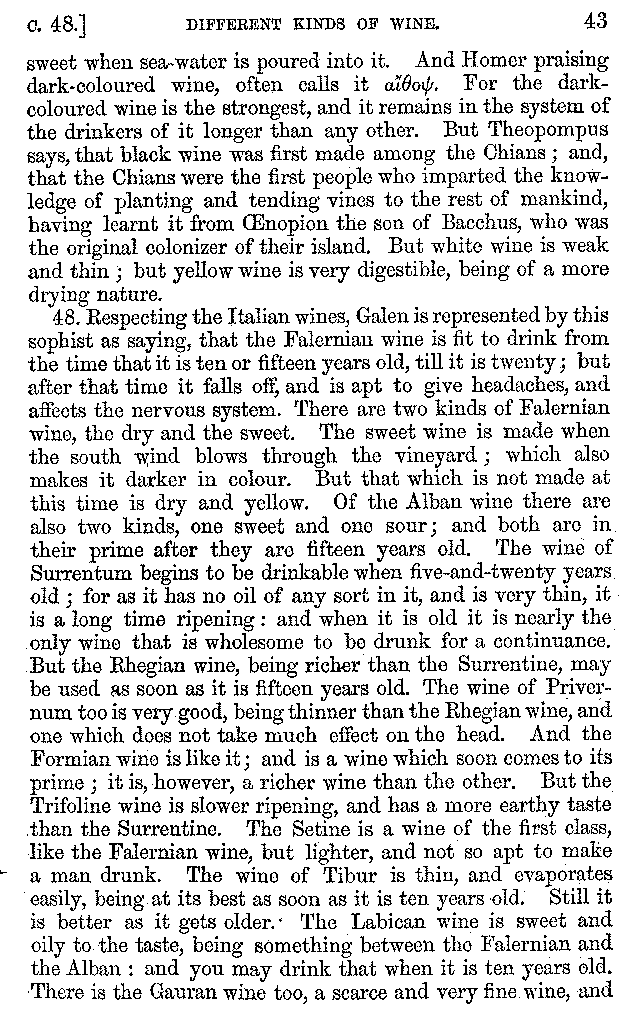 c. 48.] DIFFERENT KINDS OF WINE. 43
sweet when sea-water is poured into it. And Homer praising
dark-coloured wine, often calls it αἴθοψ. For the dark-
coloured wine is the strongest, and it remains in the system of
the drinkers of it longer than any other. But Theopompus
says, that black wine was first made among the Chians; and,
that the Chians were the first people who imparted the know-
ledge of planting and tending vines to the rest of mankind,
having learnt it from Œnopion the son of Bacchus, who was
the original colonizer of their island. But white wine is weak
and thin; but yellow wine is very digestible, being of a more
drying nature.
48. Respecting the Italian wines, Galen is represented by this
sophist as saying, that the Falernian wine is fit to drink from
the time that it is ten or fifteen years old, till it is twenty; but
after that time it falls off, and is apt to give headaches, and
affects the nervous system. There are two kinds of Falernian
wine, the dry and the sweet. The sweet wine is made when
the south wind blows through the vineyard; which also
makes it darker in colour. But that which is not made at
this time is dry and yellow. Of the Alban wine there are
also two kinds, one sweet and one sour; and both are in
their prime after they are fifteen years old. The wine of
Surrentum begins to be drinkable when five-and-twenty years
old; for as it has no oil of any sort in it, and is very thin, it
is a long time ripening: and when it is old it is nearly the
only wine that is wholesome to be drunk for a continuance.
But the Rhegian wine, being richer than the Surrentine, may
be used as soon as it is fifteen years old. The wine of Priver-
num too is very good, being thinner than the Rhegian wine, and
one which does not take much effect on the head. And the
Formian wine is like it; and is a wine which soon comes to its
prime; it is, however, a richer wine than the other. But the
Trifoline wine is slower ripening, and has a more earthy taste
than the Surrentine. The Setine is a wine of the first class,
like the Falernian wine, but lighter, and not so apt to make
a man drunk. The wine of Tibur is thin, and evaporates
easily, being at its best as soon as it is ten years old. Still it
is better as it gets older. The Labican wine is sweet and
oily to the taste, being something between the Falernian and
the Alban: and you may drink that when it is ten years old.
There is the Gauran wine too, a scarce and very fine wine, and